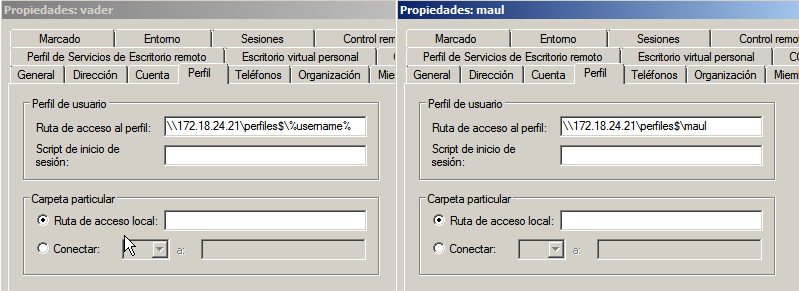 Propiedades: vader
Marcado Entorno Sesiones Control rem
Perfil de Servicios de Escritorio remoto Escritorio virtual personal C
General Dirección Cuenta Perfil Teléfonos Organización Mie
Perfil de usuario
Ruta de acceso al perfil: \\172.18.24.21\perfiles$\%username%
Script de inicio de
sesión:
Carpeta particular
Ruta de acceso local:
Conectar: a:
Propiedades: maul
Marcado Entorno Sesiones Control remo
Perfil de Servicios de Escritorio remoto Escritorio virtual personal CO
General Dirección Cuenta Perfil Teléfonos Organización Miem
Perfil de usuario
Ruta de acceso al perfil: \\172.18.24.21\perfiles$\maul
Script de inicio de
sesión:
Carpeta particular
Ruta de acceso local:
Conectar: a: